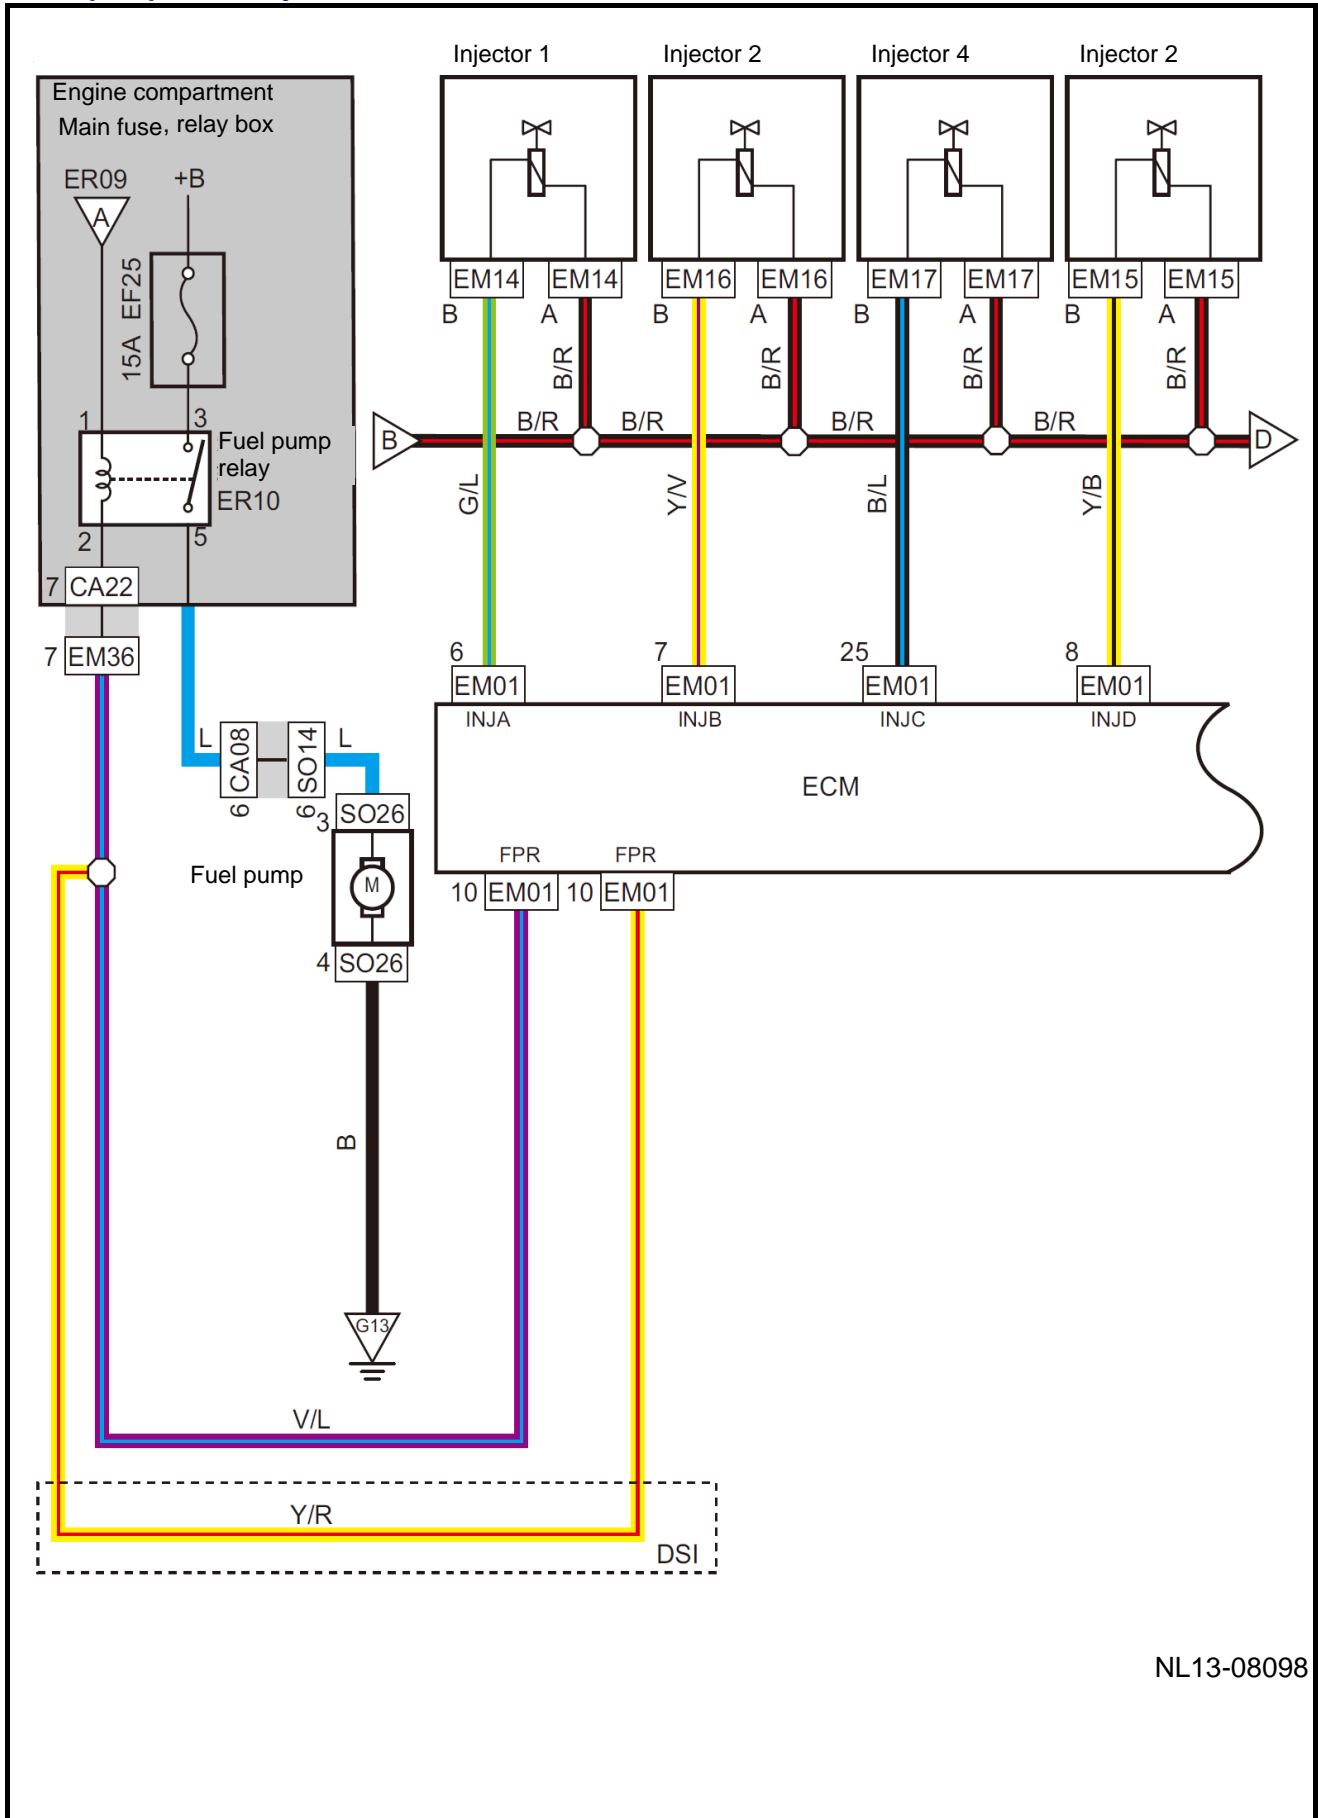 Injector 1
Injector 2
Injector 4
Injector 2
Engine compartment
Main fuse, relay box
ER09
+B
A
15A EF25
1
3
Fuel pump
relay
ER10
2
5
7
CA22
7
EM36
EM14
EM14
EM16
EM16
EM17
EM17
EM15
EM15
B
A
B
A
B
A
B
A
B/R
B/R
B/R
B/R
B
B/R
B/R
B/R
B/R
D
G/L
Y/V
B/L
Y/B
6
7
25
8
EM01
EM01
EM01
EM01
INJA
INJB
INJC
INJD
ECM
L
CA08
SO14
L
6
6
3
SO26
Fuel pump
M
4
SO26
FPR
FPR
10
EM01
10
EM01
B
G13
V/L
Y/R
DSI
NL13-08098